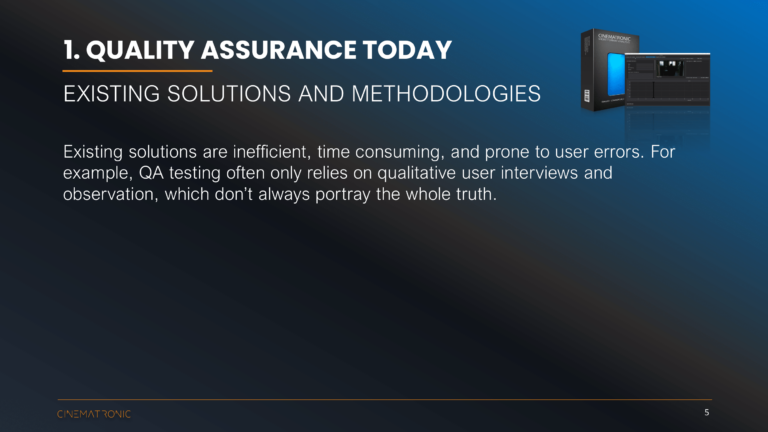 1. QUALITY ASSURANCE TODAY
EXISTING SOLUTIONS AND METHODOLOGIES
CINEMATRONIC
Existing solutions are inefficient, time consuming, and prone to user errors. For
example, QA testing often only relies on qualitative user interviews and
observation, which don’t always portray the whole truth.
CINEMATRONIC
5